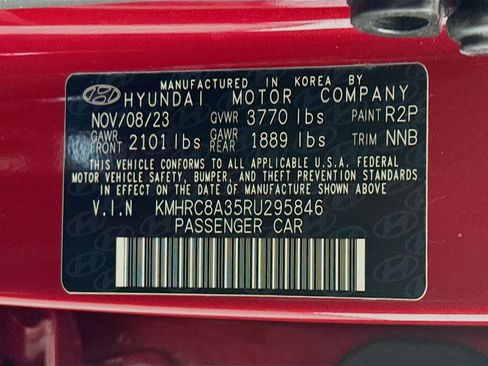 MANUFACTURED IN KOREA BY
HYUNDAI MOTOR COMPANY
NOV/08/23 GVWR 3770 lbs PAINT R2P
GAWR FRONT 2101 lbs GAWR REAR 1889 lbs TRIM NNB
THIS VEHICLE CONFORMS TO ALL APPLICABLE U.S.A. FEDERAL
MOTOR VEHICLE SAFETY, BUMPER, AND THEFT PREVENTION STANDARDS
IN EFFECT ON THE DATE OF MANUFACTURE SHOWN ABOVE
V.I.N KMHRC8A35RU295846
PASSENGER CAR